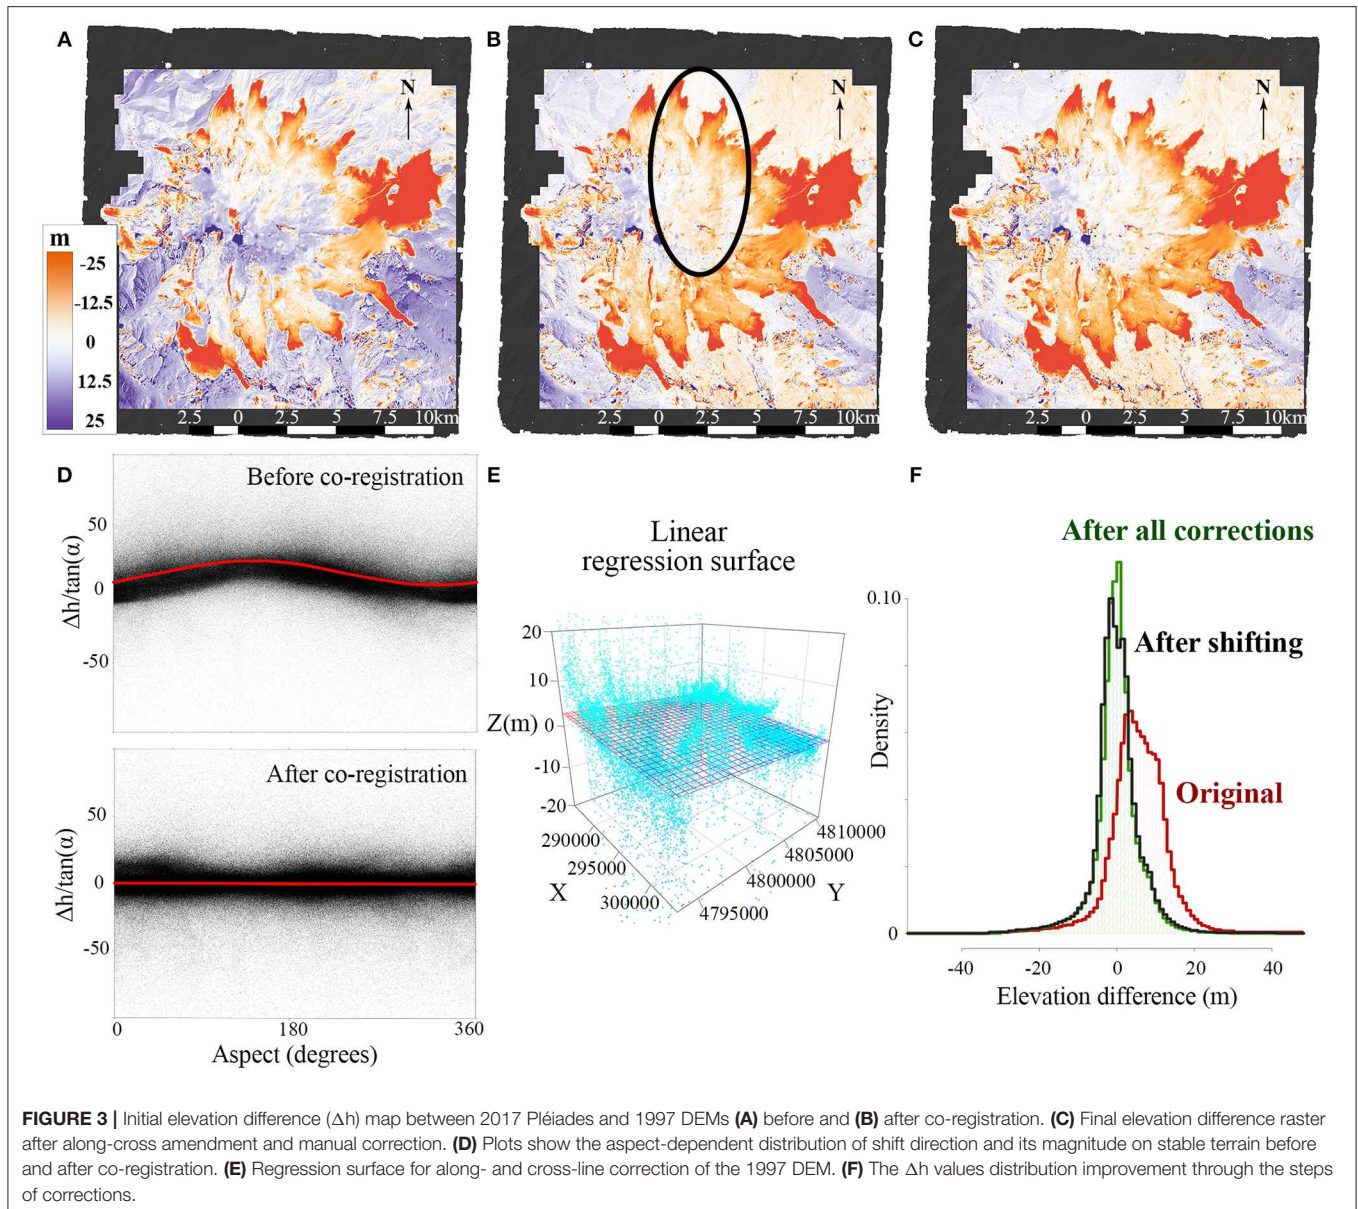 A
B
C
N
N
N
m
-25
-12.5
0
12.5
25
2.5 0 2.5 5 7.5 10km
2.5 0 2.5 5 7.5 10km
2.5 0 2.5 5 7.5 10km
D
Before co-registration
50
0
-50
Δh/tan(α)
After co-registration
50
0
-50
Δh/tan(α)
0 180 360
Aspect (degrees)
E
Linear
regression surface
20
10
Z(m)
0
-10
-20
290000
295000
300000
X
4810000
4805000
4800000
4795000
Y
F
After all corrections
0.10
After shifting
Density
Original
0
-40 -20 0 20 40
Elevation difference (m)
FIGURE 3 | Initial elevation difference (Δh) map between 2017 Pléiades and 1997 DEMs (A) before and (B) after co-registration. (C) Final elevation difference raster
after along-cross amendment and manual correction. (D) Plots show the aspect-dependent distribution of shift direction and its magnitude on stable terrain before
and after co-registration. (E) Regression surface for along- and cross-line correction of the 1997 DEM. (F) The Δh values distribution improvement through the steps
of corrections.